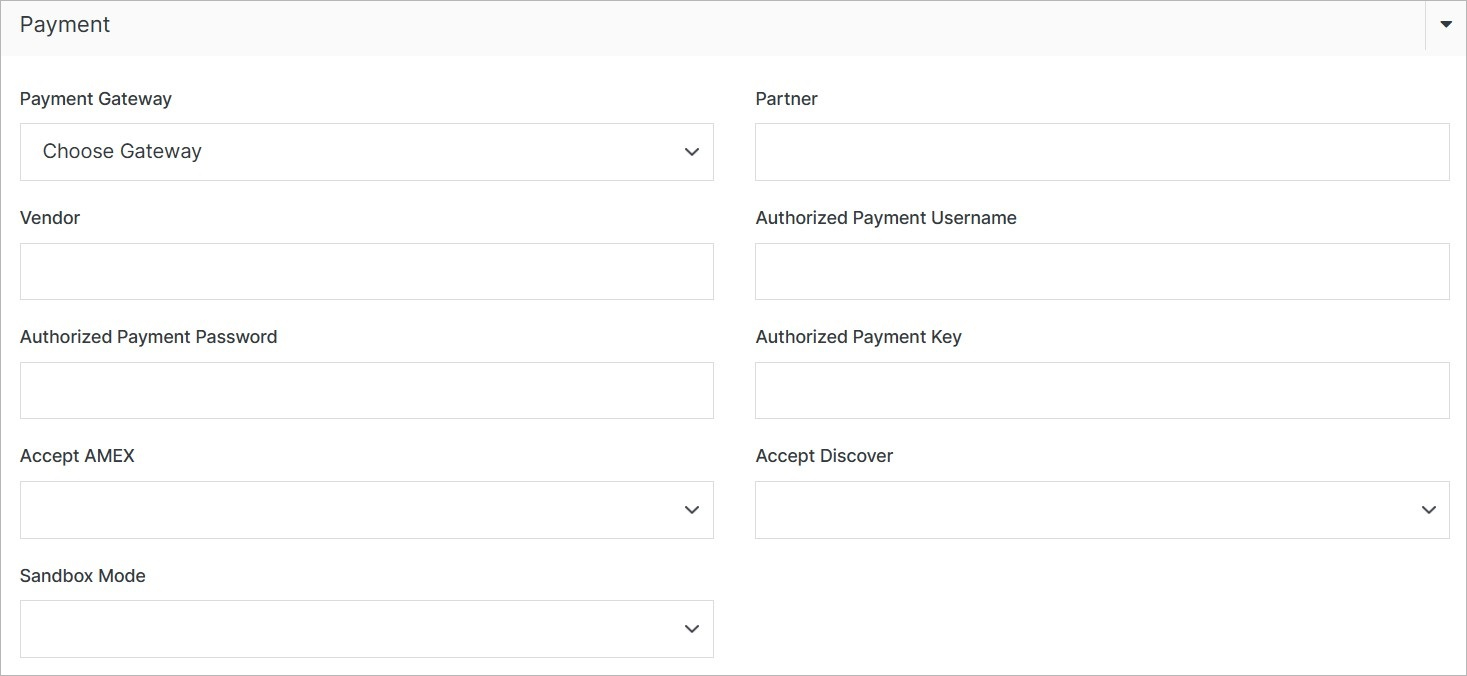 Payment
Payment Gateway
Partner
Choose Gateway
Vendor
Authorized Payment Username
Authorized Payment Password
Authorized Payment Key
Accept AMEX
Accept Discover
Sandbox Mode